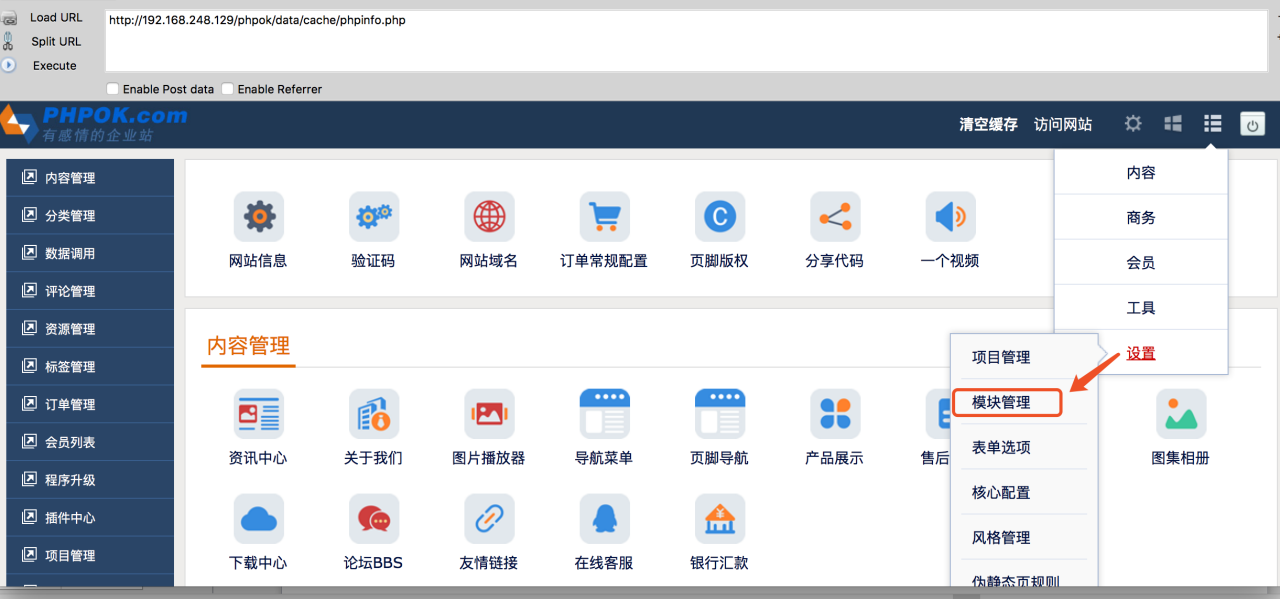 Load URL
http://192.168.248.129/phpok/data/cache/phpinfo.php
Split URL
Execute
Enable Post data
Enable Referrer
PHPOK.com
有感情的企业站
清空缓存
访问网站
内容
商务
会员
工具
设置
项目管理
模块管理
表单选项
核心配置
风格管理
伪静态页规则
内容管理
分类管理
数据调用
评论管理
资源管理
标签管理
订单管理
会员列表
程序升级
插件中心
项目管理
网站信息
验证码
网站域名
订单常规配置
页脚版权
分享代码
一个视频
内容管理
资讯中心
关于我们
图片播放器
导航菜单
页脚导航
产品展示
售后
图集相册
下载中心
论坛BBS
友情链接
在线客服
银行汇款